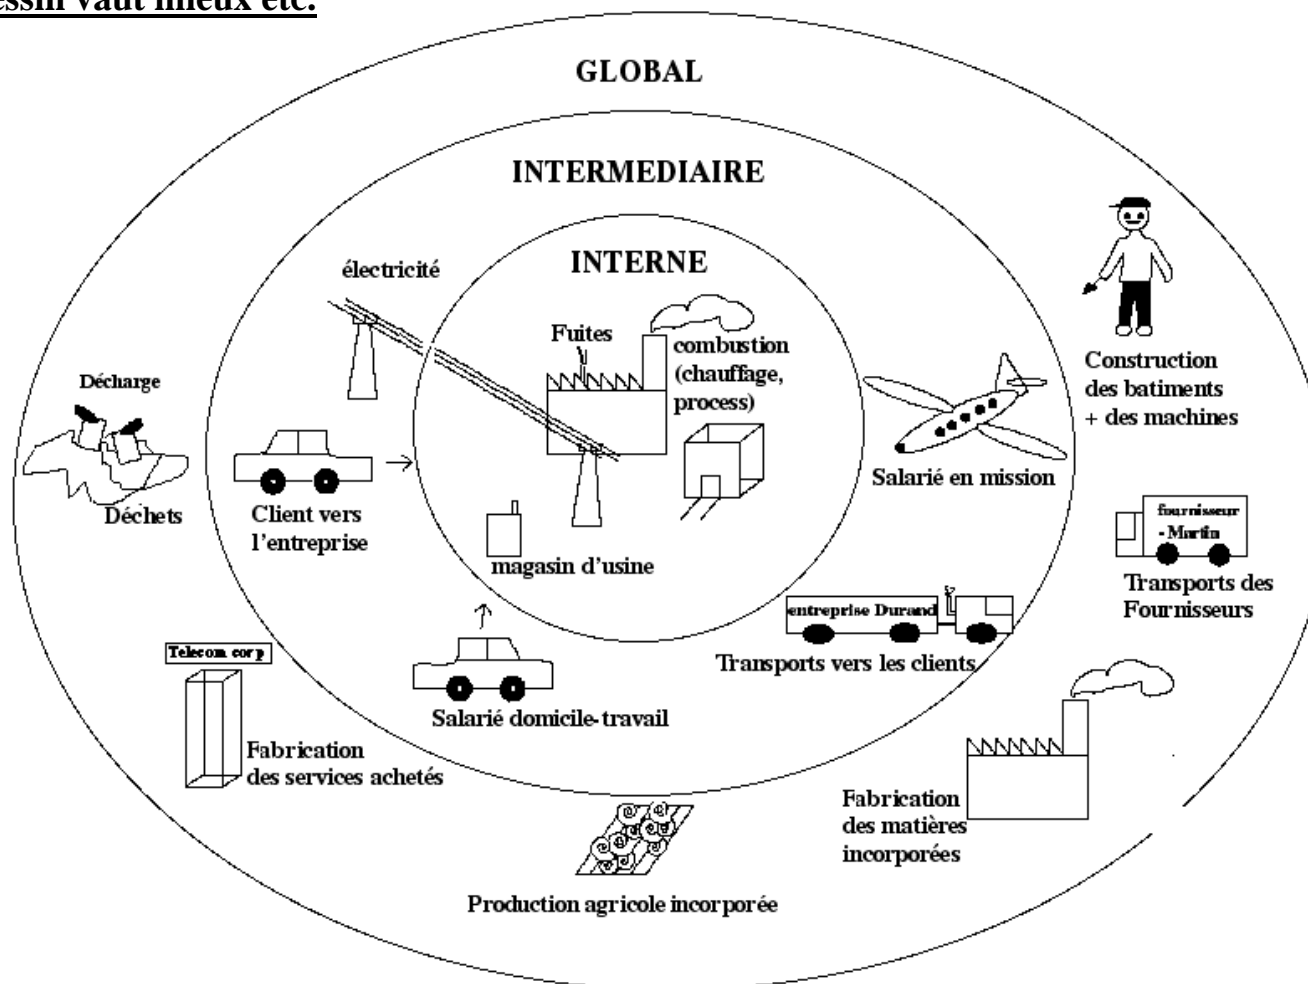 essin vaut mieux etc.
GLOBAL
INTERMEDIAIRE
INTERNE
électricité
Fuites
combustion
(chauffage,
process)
Construction
des batiments
+ des machines
Décharge
Déchets
Client vers
l'entreprise
Salarié en mission
magasin d'usine
fournisseur
- Martin
Transports des
Fournisseurs
entreprise Durand
Transports vers les clients
Telecom corp
Salarié domicile-travail
Fabrication
des services achetés
Fabrication
des matières
incorporées
Production agricole incorporée